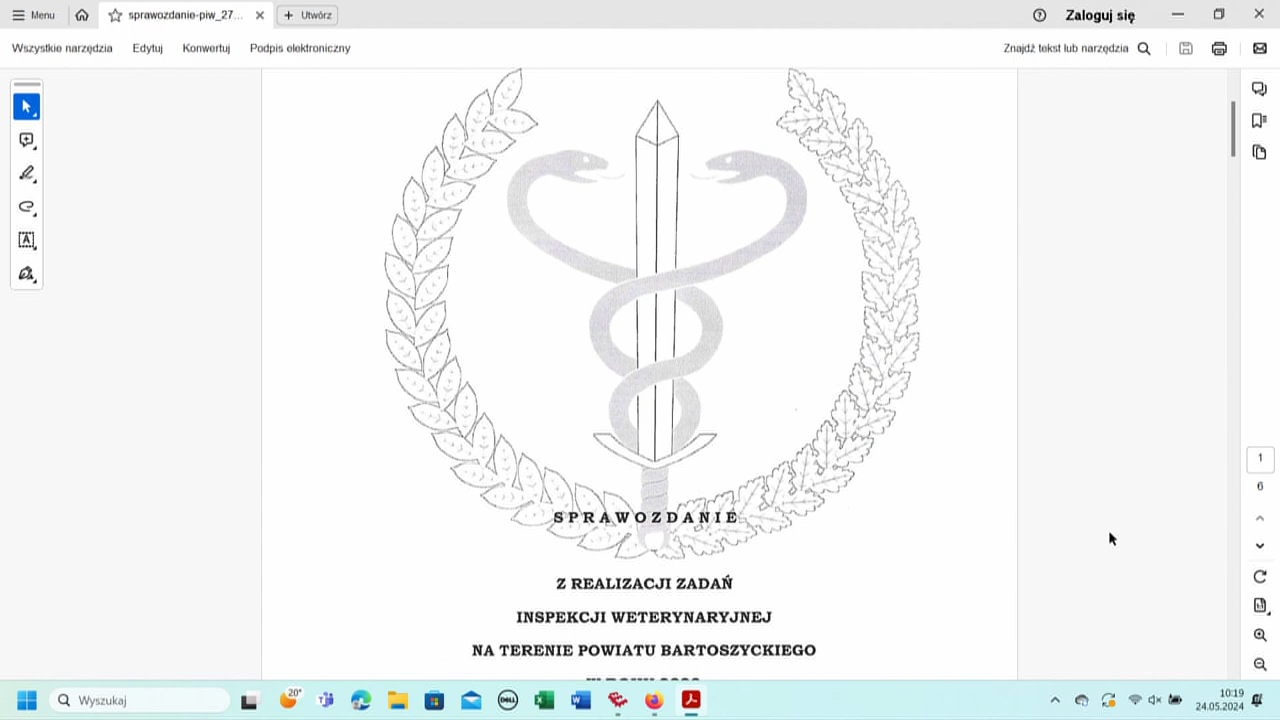 Menu
sprawozdanie-piw_27...
Utwórz
Zaloguj się
Wszystkie narzędzia
Edytuj
Konwertuj
Podpis elektroniczny
Znajdź tekst lub narzędzia
1
6
SPRAWOZDANIE
Z REALIZACJI ZADAŃ
INSPEKCJI WETERYNARYJNEJ
NA TERENIE POWIATU BARTOSZYCKIEGO
Wyszukaj
20°
DELL
10:19
24.05.2024